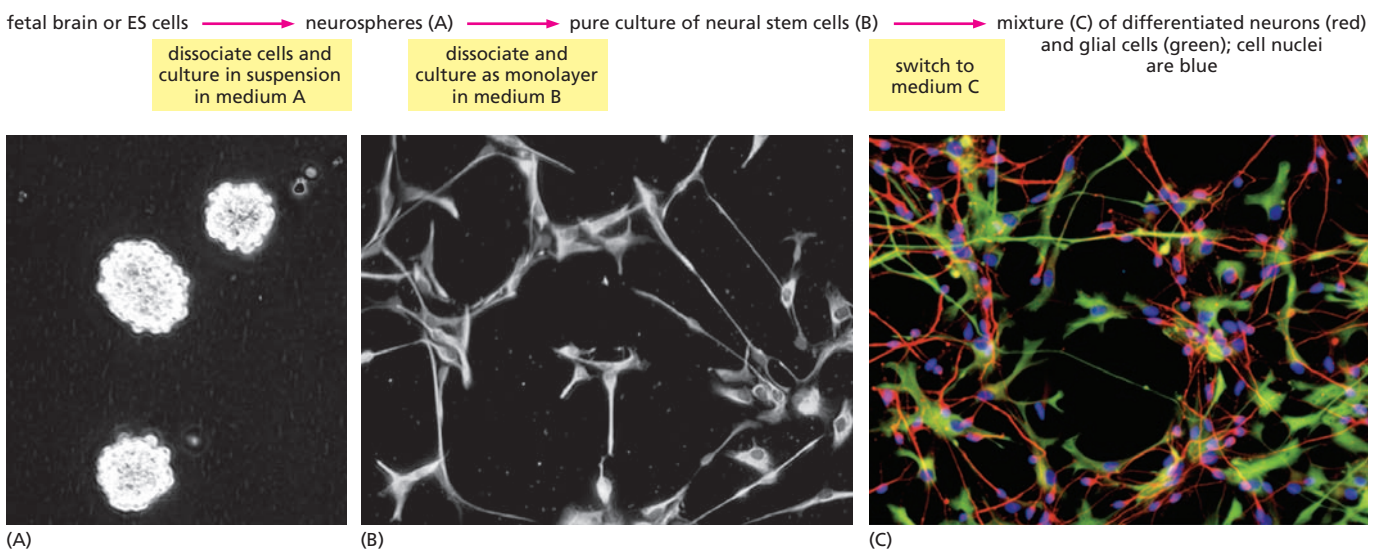 fetal brain or ES cells neurospheres (A) pure culture of neural stem cells (B) mixture (C) of differentiated neurons (red)
and glial cells (green); cell nuclei
are blue
dissociate cells and
culture in suspension
in medium A
dissociate and
culture as monolayer
in medium B
switch to
medium C
(A) (B) (C)